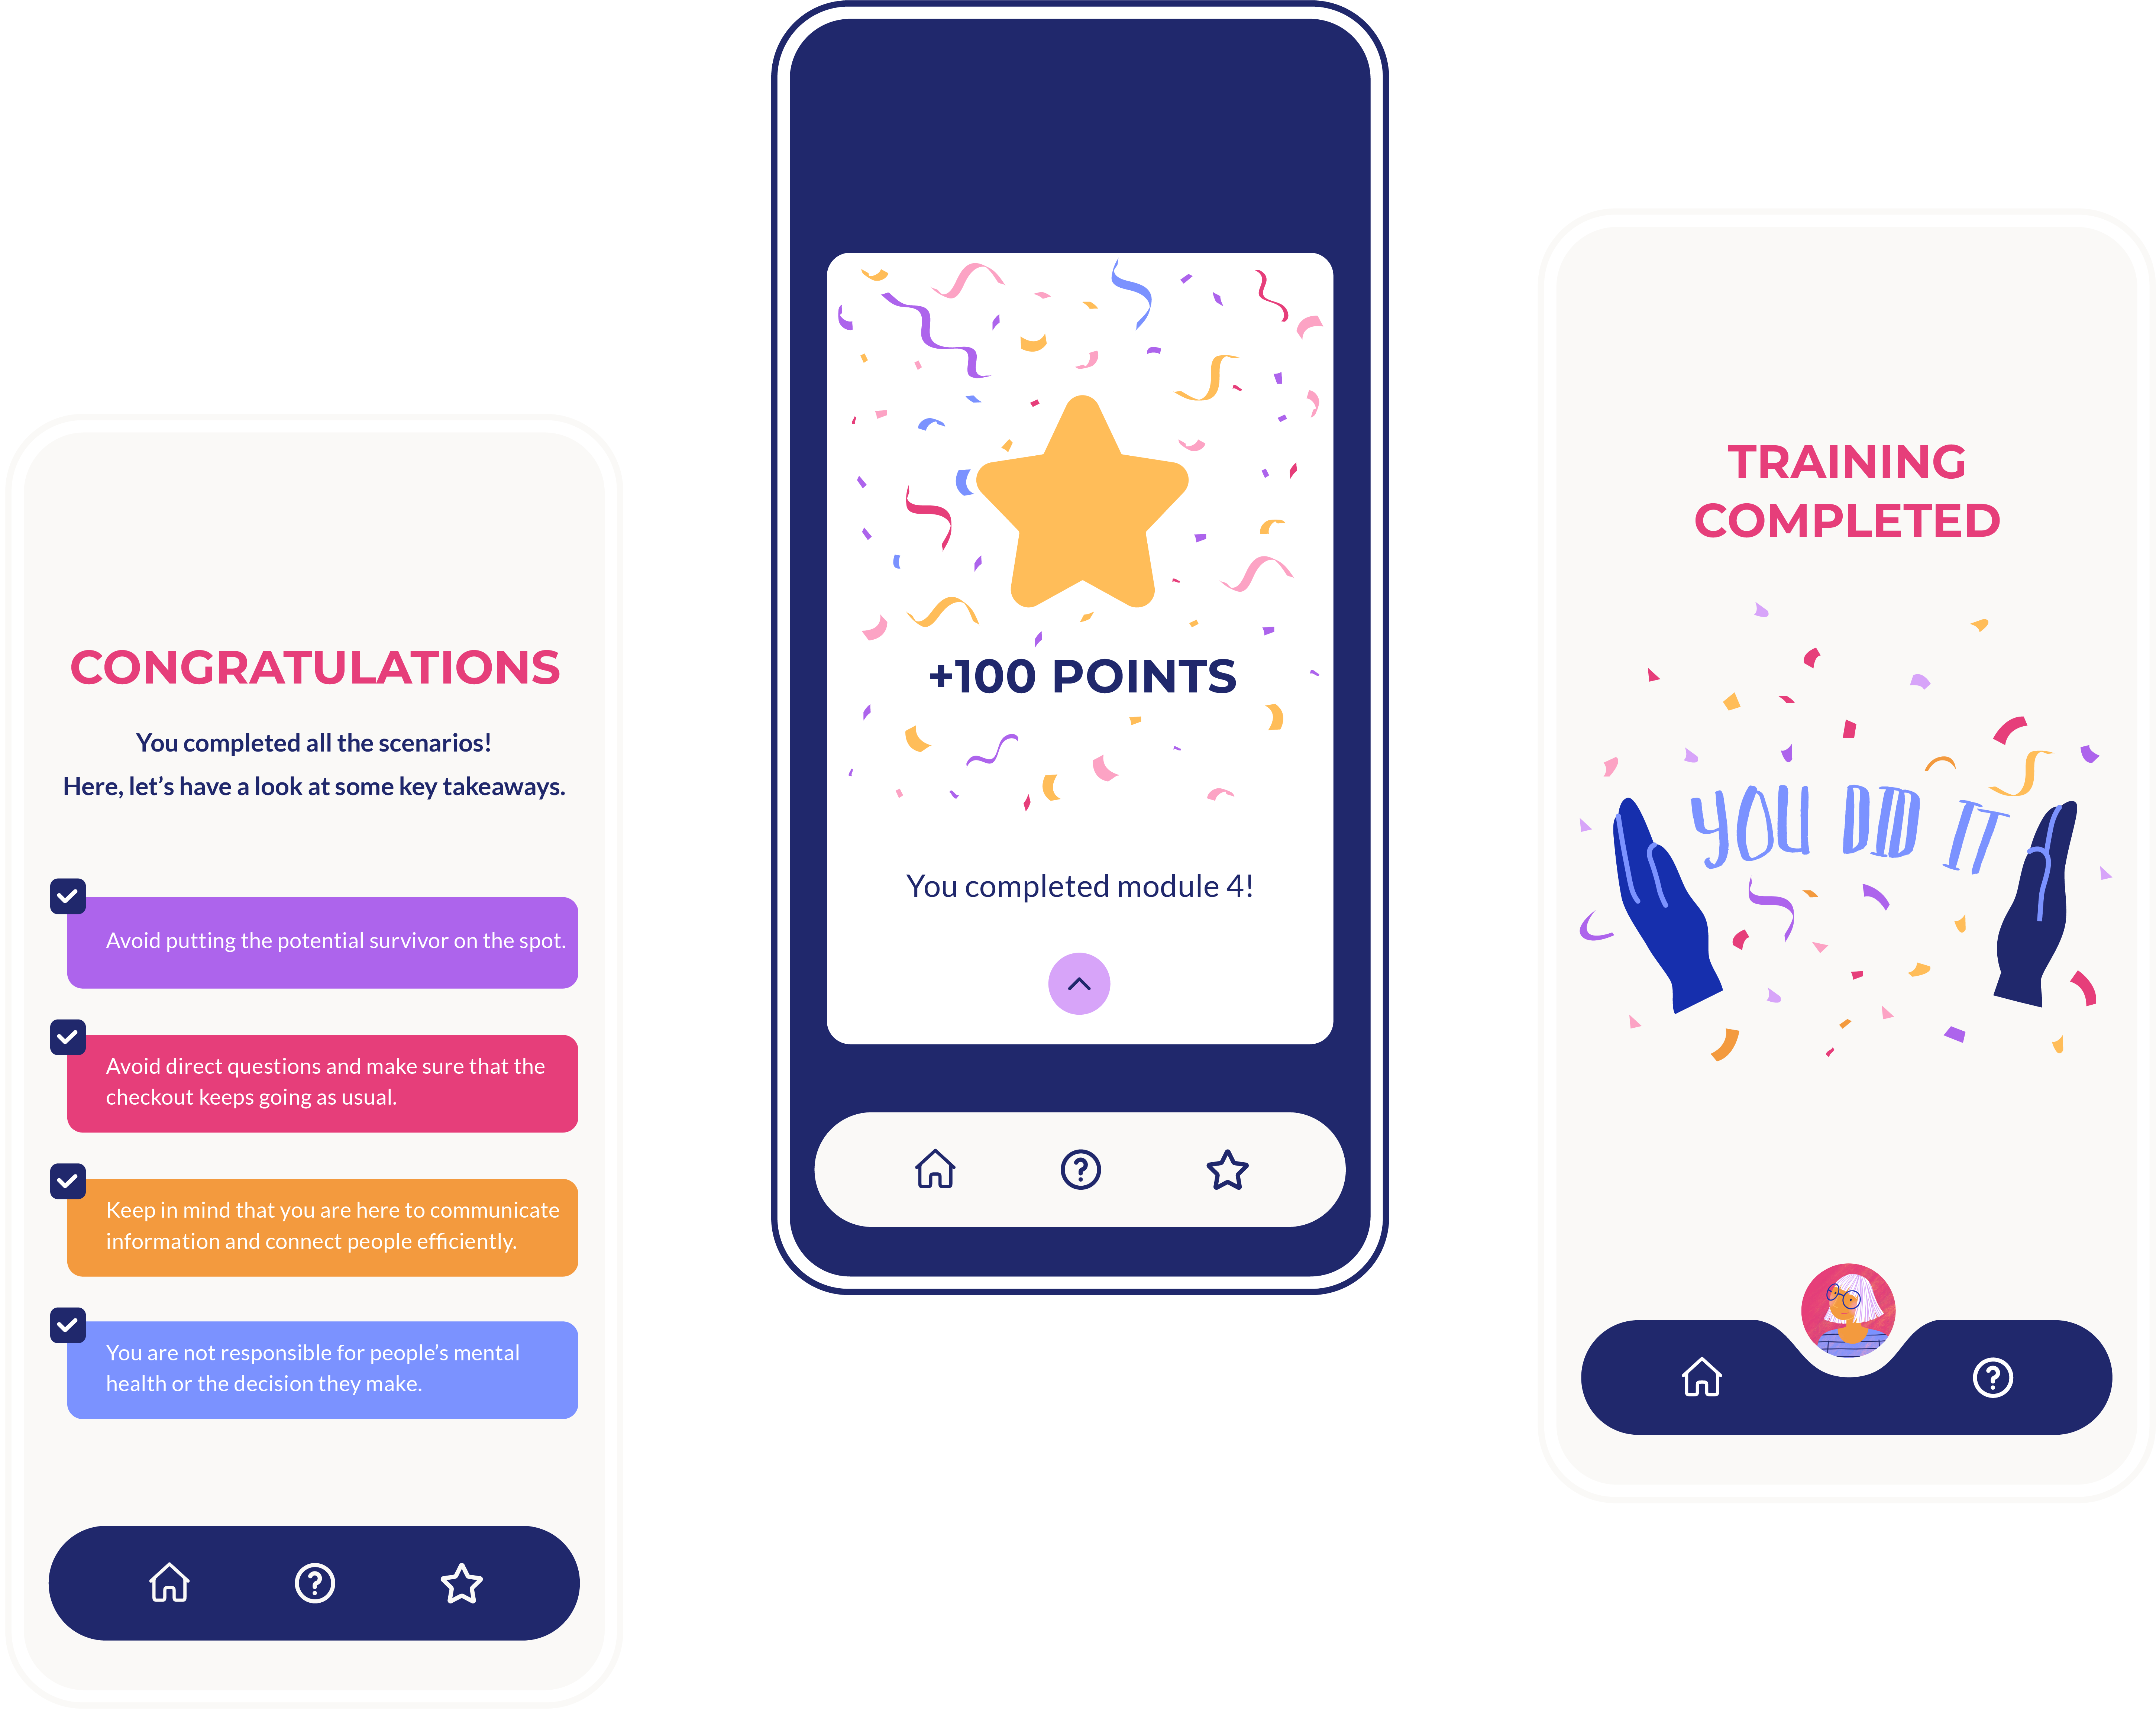 CONGRATULATIONS
You completed all the scenarios!
Here, let’s have a look at some key takeaways.
Avoid putting the potential survivor on the spot.
Avoid direct questions and make sure that the
checkout keeps going as usual.
Keep in mind that you are here to communicate
information and connect people efficiently.
You are not responsible for people’s mental
health or the decision they make.
+100 POINTS
You completed module 4!
TRAINING
COMPLETED
YOU DID IT